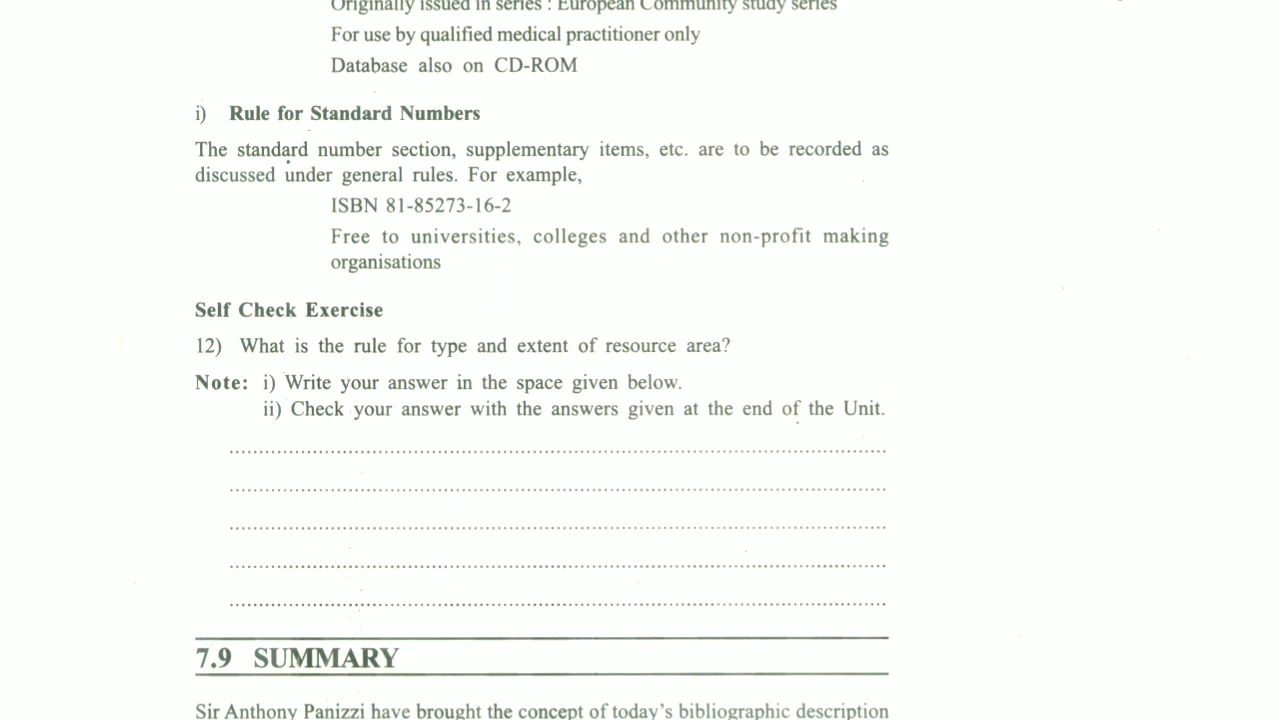 Originally issued in series : European Community study series
For use by qualified medical practitioner only
Database also on CD-ROM
i) Rule for Standard Numbers
The standard number section, supplementary items, etc. are to be recorded as
discussed under general rules. For example,
ISBN 81-85273-16-2
Free to universities, colleges and other non-profit making
organisations
Self Check Exercise
12) What is the rule for type and extent of resource area?
Note: i) Write your answer in the space given below.
ii) Check your answer with the answers given at the end of the Unit.
7.9 SUMMARY
Sir Anthony Panizzi have brought the concept of today's bibliographic description